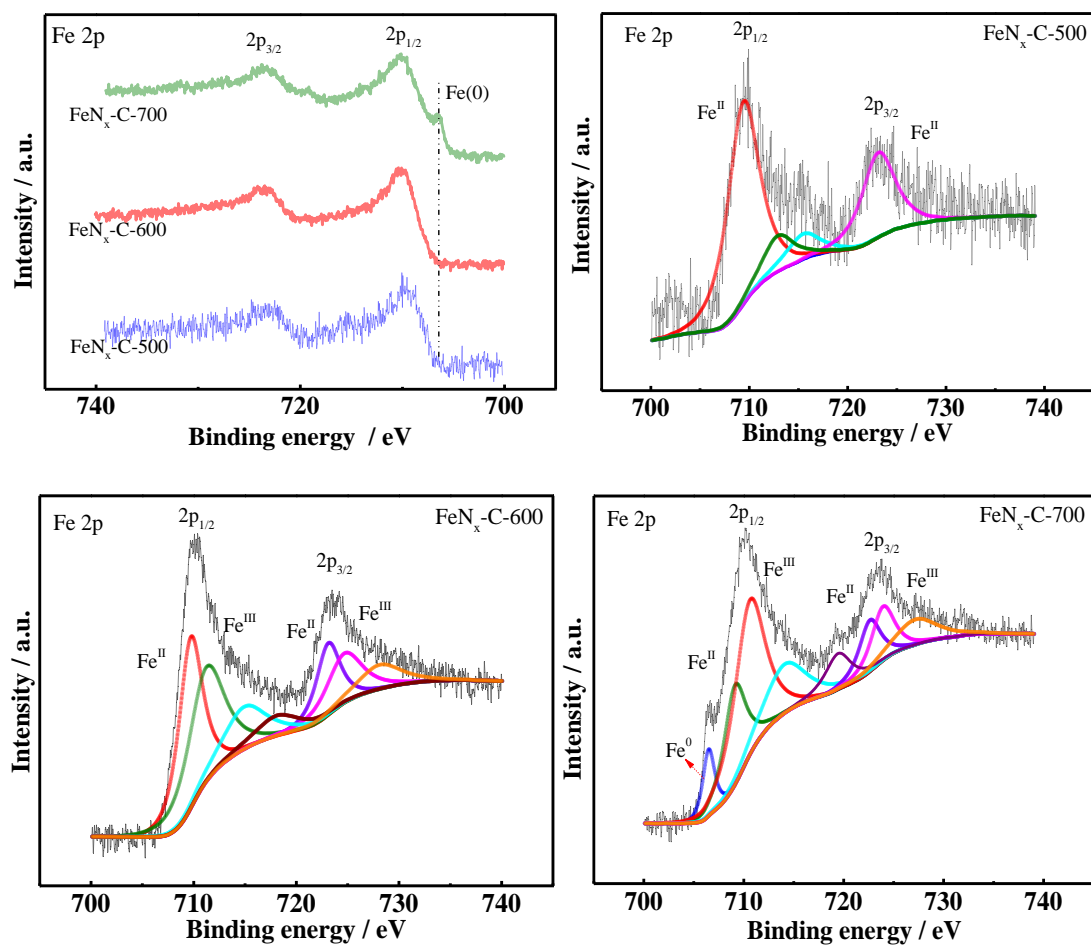 Fe 2p
2p3/2
2p1/2
Fe(0)
FeNx-C-700
FeNx-C-600
FeNx-C-500
Intensity / a.u.
740 720 700
Binding energy / eV
Fe 2p
2p1/2
FeNx-C-500
FeII
2p3/2
FeII
Intensity / a.u.
700 710 720 730 740
Binding energy / eV
Fe 2p
2p1/2
FeNx-C-600
2p3/2
FeII
FeIII
FeII
FeIII
Intensity / a.u.
700 710 720 730 740
Binding energy / eV
Fe 2p
2p1/2
FeNx-C-700
2p3/2
FeIII
FeII
FeIII
FeII
Fe0
Intensity / a.u.
700 710 720 730 740
Binding energy / eV